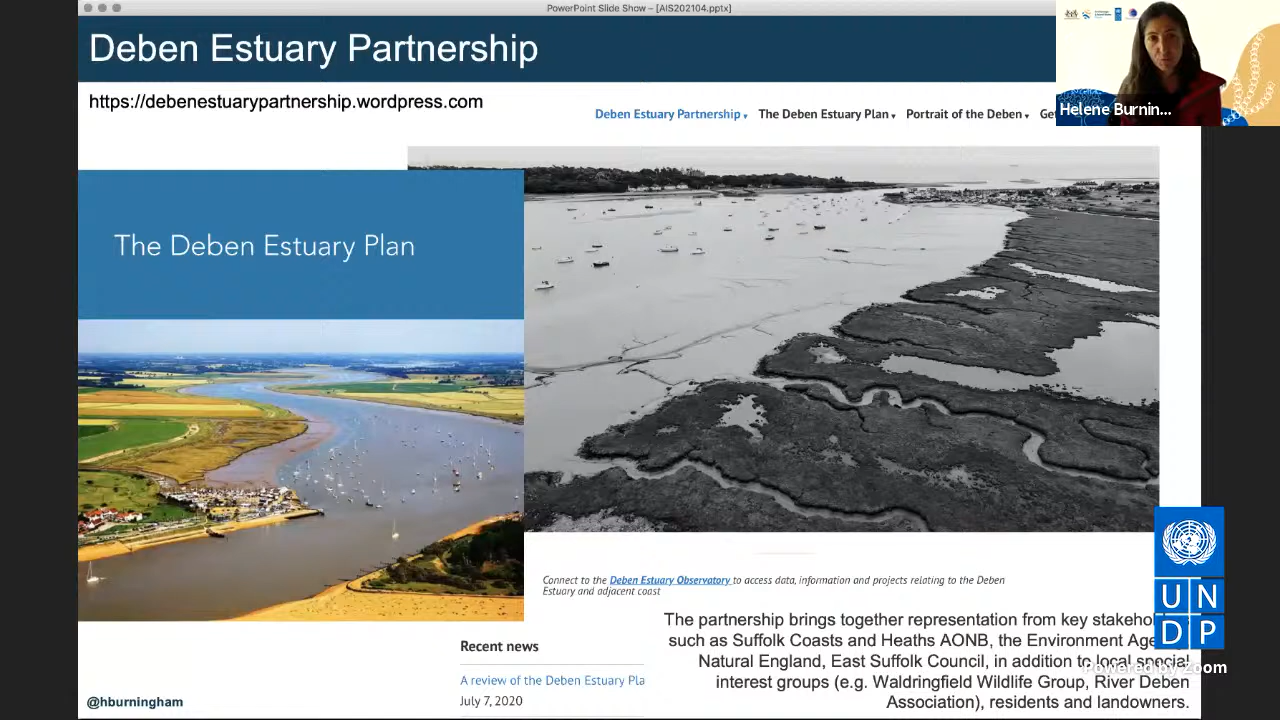 PowerPoint Slide Show – [AIS202104.pptx]
Deben Estuary Partnership
https://debenestuarypartnership.wordpress.com
Deben Estuary Partnership ▾ The Deben Estuary Plan ▾ Portrait of the Deben ▾ Ge
Helene Burnin...
The Deben Estuary Plan
Connect to the Deben Estuary Observatory to access data, information and projects relating to the Deben
Estuary and adjacent coast
The partnership brings together representation from key stakeho
such as Suffolk Coasts and Heaths AONB, the Environment Age
Natural England, East Suffolk Council, in addition to local special
interest groups (e.g. Waldringfield Wildlife Group, River Deben
Association), residents and landowners.
Recent news
A review of the Deben Estuary Pla
July 7, 2020
@hburningham
U N
D P
Powered by Zoom